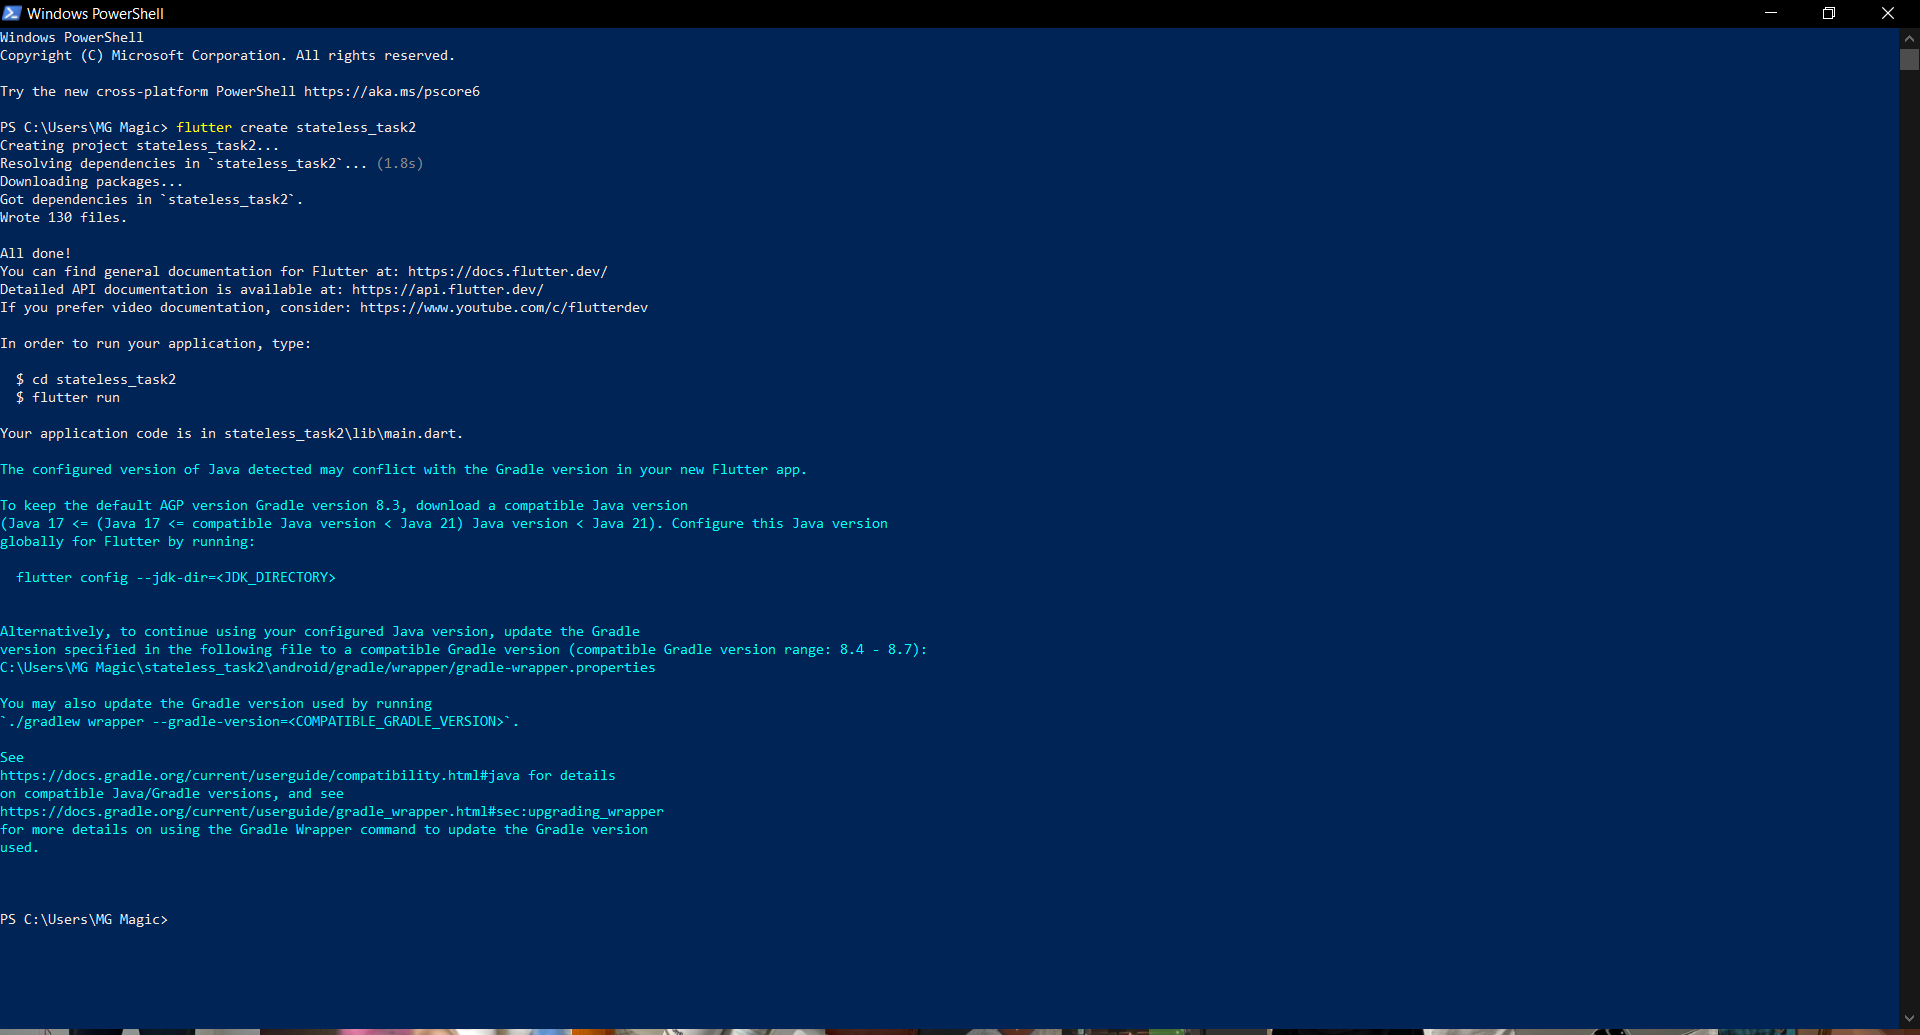 Windows PowerShell
Windows PowerShell
Copyright (C) Microsoft Corporation. All rights reserved.
Try the new cross-platform PowerShell https://aka.ms/pscore6
PS C:\Users\MG Magic> flutter create stateless_task2
Creating project stateless_task2...
Resolving dependencies in `stateless_task2`... (1.8s)
Downloading packages...
Got dependencies in `stateless_task2`.
Wrote 130 files.
All done!
You can find general documentation for Flutter at: https://docs.flutter.dev/
Detailed API documentation is available at: https://api.flutter.dev/
If you prefer video documentation, consider: https://www.youtube.com/c/flutterdev
In order to run your application, type:
$ cd stateless_task2
$ flutter run
Your application code is in stateless_task2\lib\main.dart.
The configured version of Java detected may conflict with the Gradle version in your new Flutter app.
To keep the default AGP version Gradle version 8.3, download a compatible Java version
(Java 17 <= (Java 17 <= compatible Java version < Java 21) Java version < Java 21). Configure this Java version
globally for Flutter by running:
flutter config --jdk-dir=<JDK_DIRECTORY>
Alternatively, to continue using your configured Java version, update the Gradle
version specified in the following file to a compatible Gradle version (compatible Gradle version range: 8.4 - 8.7):
C:\Users\MG Magic\stateless_task2\android/gradle/wrapper/gradle-wrapper.properties
You may also update the Gradle version used by running
`./gradlew wrapper --gradle-version=<COMPATIBLE_GRADLE_VERSION>`.
See
https://docs.gradle.org/current/userguide/compatibility.html#java for details
on compatible Java/Gradle versions, and see
https://docs.gradle.org/current/userguide/gradle_wrapper.html#sec:upgrading_wrapper
for more details on using the Gradle Wrapper command to update the Gradle version
used.
PS C:\Users\MG Magic>